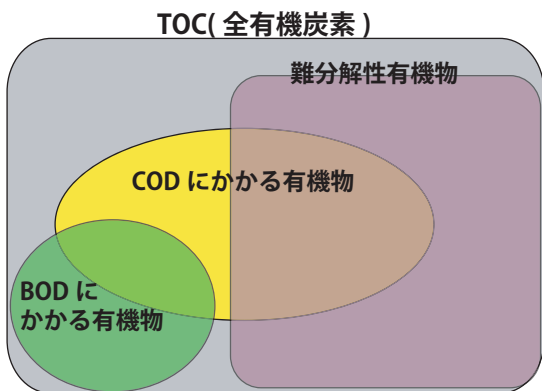 TOC( 全有機炭素 )
難分解性有機物
COD にかかる有機物
BOD に
かかる有機物